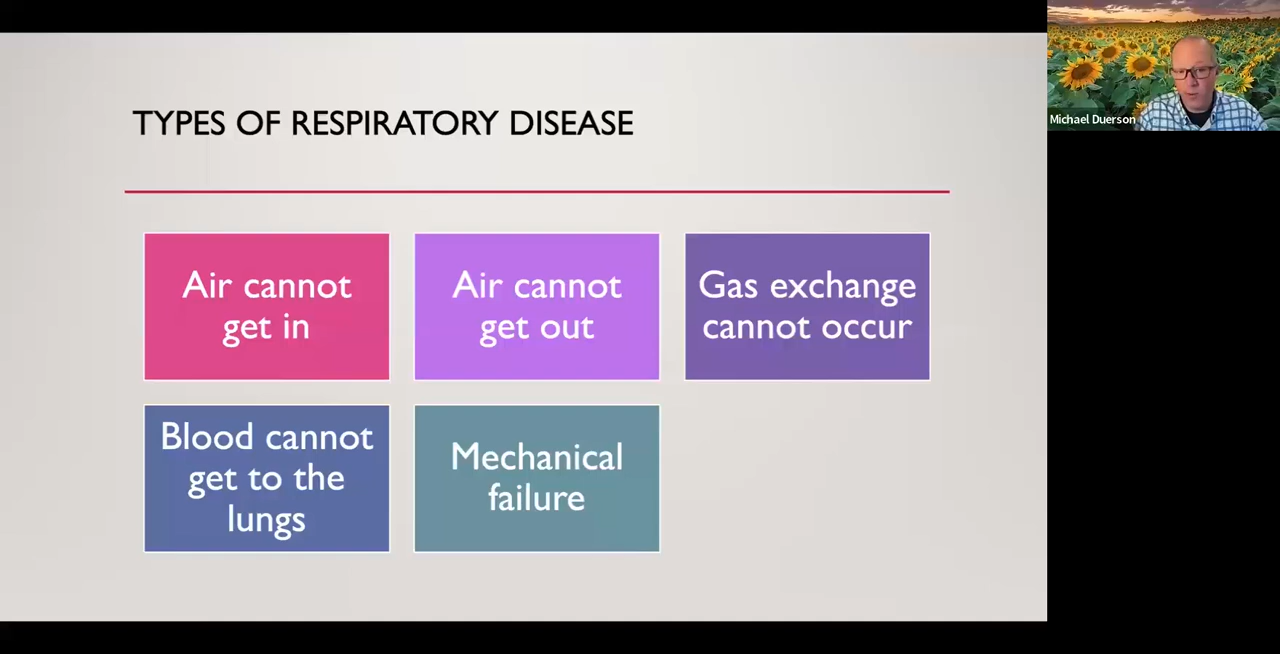 TYPES OF RESPIRATORY DISEASE
Air cannot
get in
Air cannot
get out
Gas exchange
cannot occur
Blood cannot
get to the
lungs
Mechanical
failure
Michael Duerson